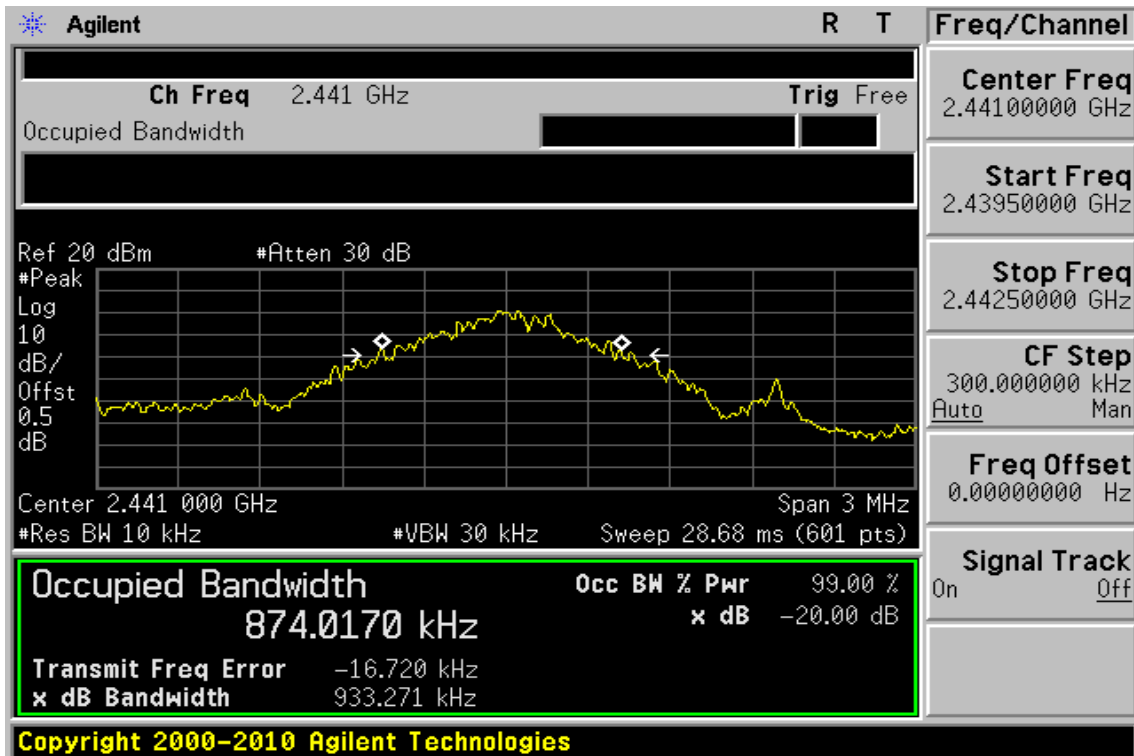 Agilent R T
Ch Freq 2.441 GHz Trig Free
Occupied Bandwidth
Ref 20 dBm #Atten 30 dB
#Peak
Log
10
dB/
Offst
0.5
dB
Center 2.441 000 GHz Span 3 MHz
#Res BW 10 kHz #VBW 30 kHz Sweep 28.68 ms (601 pts)
Occupied Bandwidth
874.0170 kHz
Occ BW % Pwr 99.00 %
x dB -20.00 dB
Transmit Freq Error -16.720 kHz
x dB Bandwidth 933.271 kHz
Copyright 2000-2010 Agilent Technologies
Freq/Channel
Center Freq
2.44100000 GHz
Start Freq
2.43950000 GHz
Stop Freq
2.44250000 GHz
CF Step
300.000000 kHz
Auto Man
Freq Offset
0.00000000 Hz
Signal Track
On Off